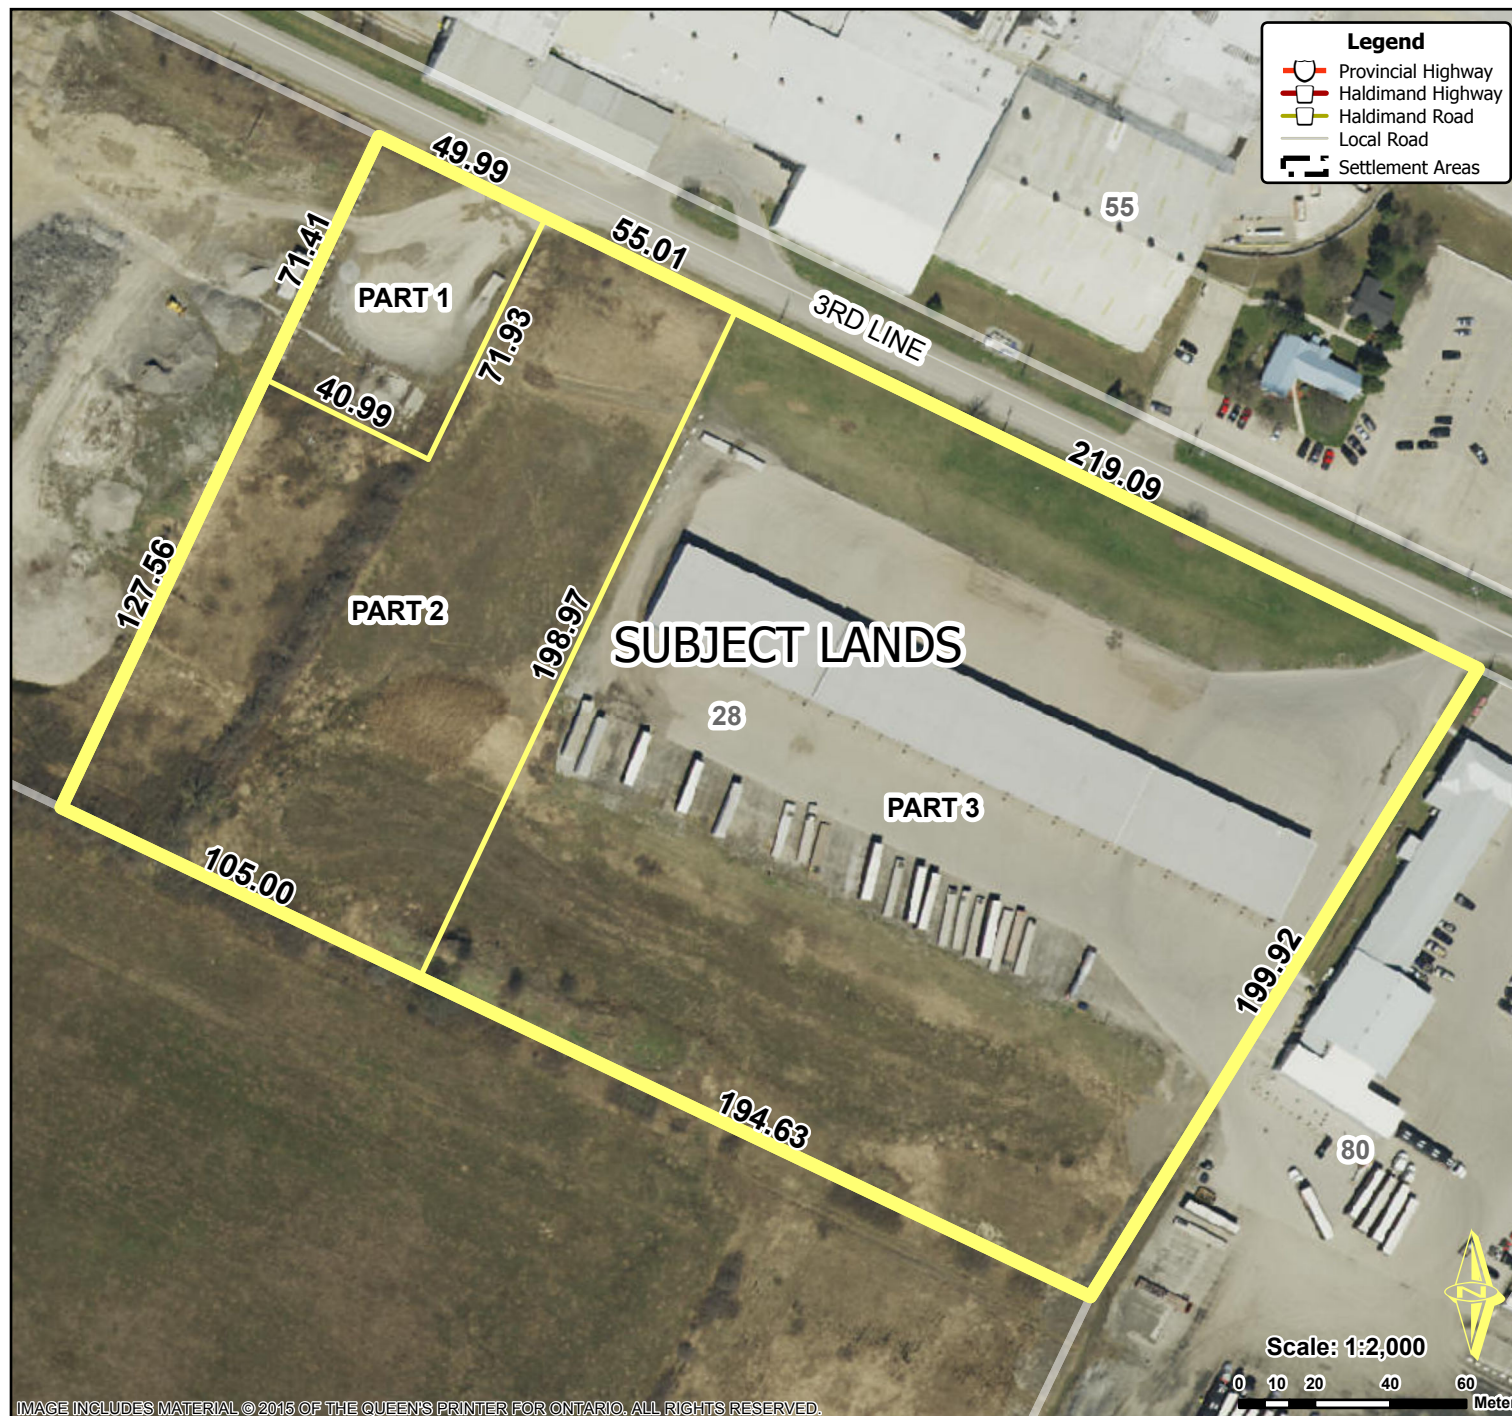 Legend
Provincial Highway
Haldimand Highway
Haldimand Road
Local Road
Settlement Areas
49.99
55.01
55
71.41
PART 1
3RD LINE
71.93
40.99
219.09
127.56
PART 2
198.97
SUBJECT LANDS
28
PART 3
105.00
199.92
194.63
80
N
Scale: 1:2,000
0 10 20 40 60
Mete
IMAGE INCLUDES MATERIAL © 2015 OF THE QUEEN'S PRINTER FOR ONTARIO. ALL RIGHTS RESERVED.